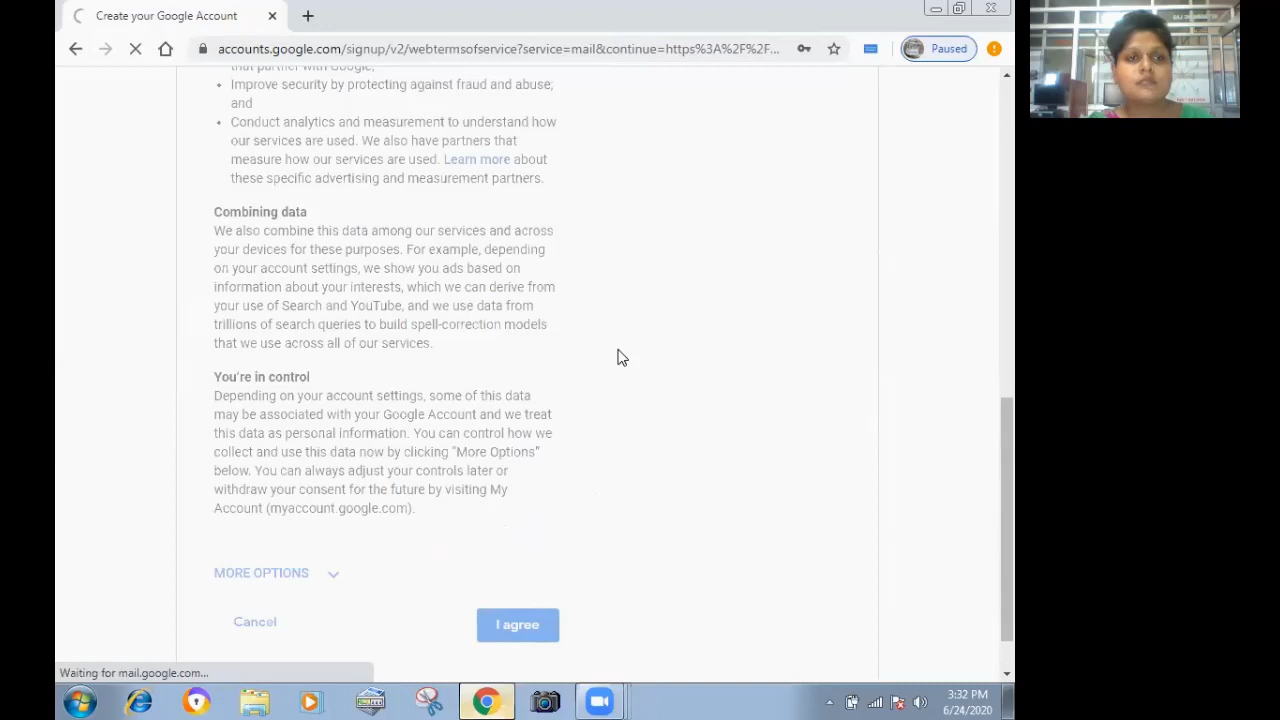 Create your Google Account
accounts.google.com/signup/v2/webtermsofservice?service=mail&continue=https%3A%2F%2F...
Paused
that partner with Google;
• Improve security by protecting against fraud and abuse;
and
• Conduct analytics and measurement to understand how
our services are used. We also have partners that
measure how our services are used. Learn more about
these specific advertising and measurement partners.
Combining data
We also combine this data among our services and across
your devices for these purposes. For example, depending
on your account settings, we show you ads based on
information about your interests, which we can derive from
your use of Search and YouTube, and we use data from
trillions of search queries to build spell-correction models
that we use across all of our services.
You're in control
Depending on your account settings, some of this data
may be associated with your Google Account and we treat
this data as personal information. You can control how we
collect and use this data now by clicking "More Options"
below. You can always adjust your controls later or
withdraw your consent for the future by visiting My
Account (myaccount.google.com).
MORE OPTIONS
Cancel
I agree
Waiting for mail.google.com...
3:32 PM
6/24/2020